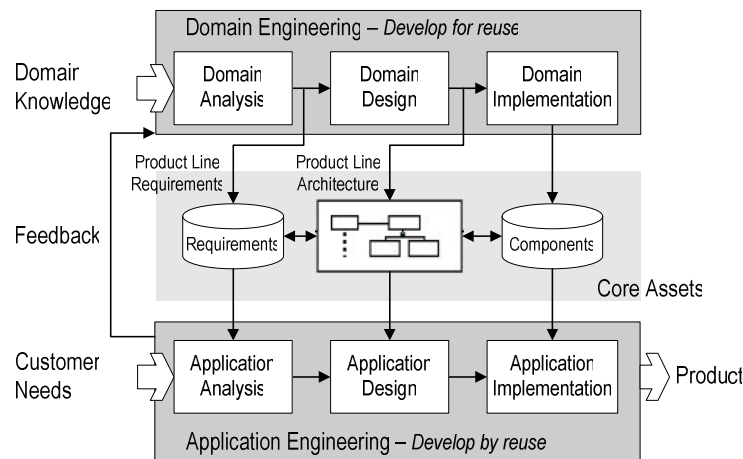 Domain Engineering – Develop for reuse
Domain
Knowledge
Domain
Analysis
Domain
Design
Domain
Implementation
Product Line
Requirements
Product Line
Architecture
Feedback
Requirements
Components
Core Assets
Customer
Needs
Application
Analysis
Application
Design
Application
Implementation
Product
Application Engineering – Develop by reuse